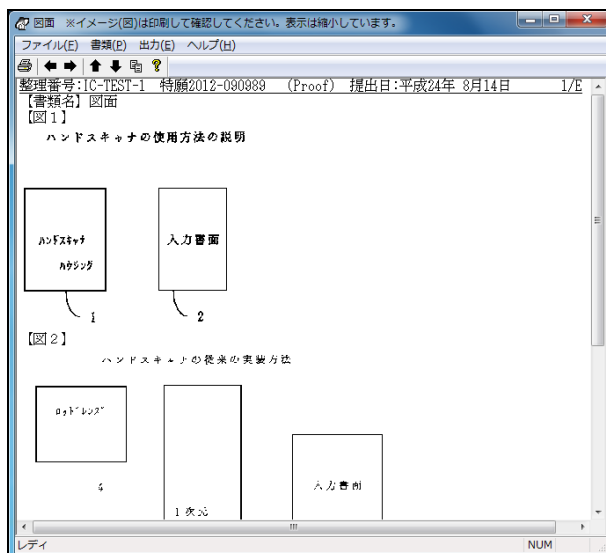 図面　※イメージ(図)は印刷して確認してください。表示は縮小しています。
ファイル(F)　書類(P)　出力(E)　ヘルプ(H)
整理番号:IC-TEST-1　特願2012-090989　(Proof)　提出日:平成24年 8月14日　1/E
【書類名】図面
【図1】
ハンドスキャナの使用方法の説明
ハンドスキャナ
ハウジング
入力書面
1
2
【図2】
ハンドスキャナの従来の実装方法
ロッドレンズ
入力書面
1次元
レディ
NUM